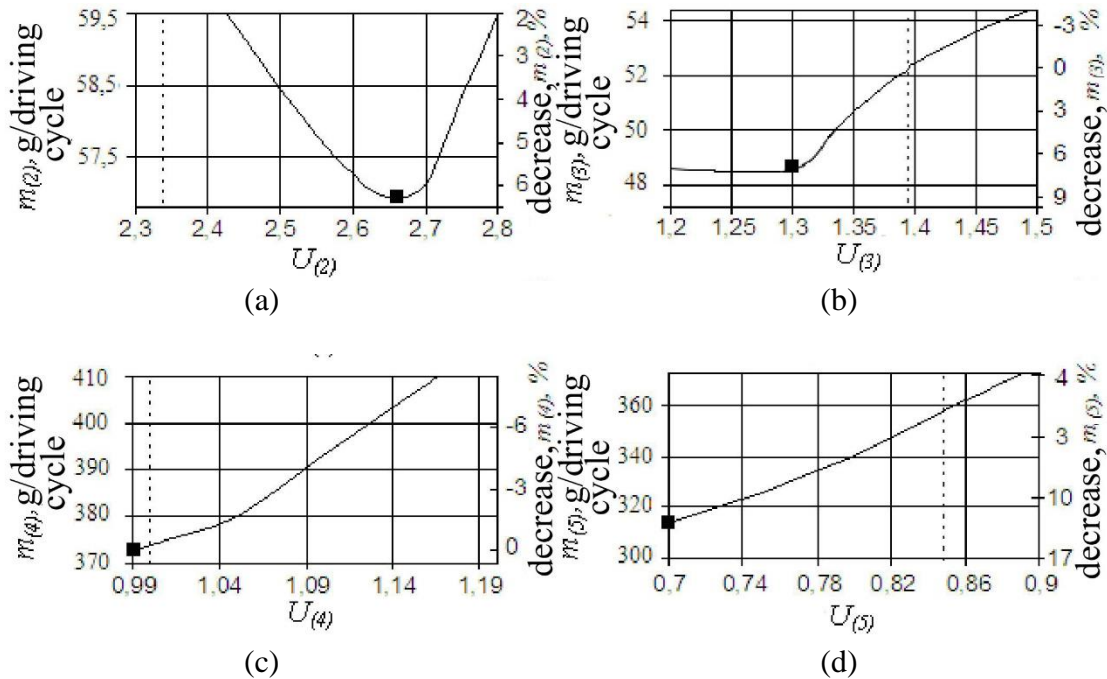 m(2), g/driving cycle
59,5
58,5
57,5
2,3 2,4 2,5 2,6 2,7 2,8
U(2)
2
3
4
5
6
decrease, m(2), %
(a)
m(3), g/driving cycle
54
52
50
48
1,2 1,25 1,3 1,35 1,4 1,45 1,5
U(3)
-3
0
3
6
9
decrease, m(3), %
(b)
m(4), g/driving cycle
410
400
390
380
370
0,99 1,04 1,09 1,14 1,19
U(4)
-6
-3
0
decrease, m(4), %
(c)
m(5), g/driving cycle
360
340
320
300
0,7 0,74 0,78 0,82 0,86 0,9
U(5)
4
3
10
17
decrease, m(5), %
(d)